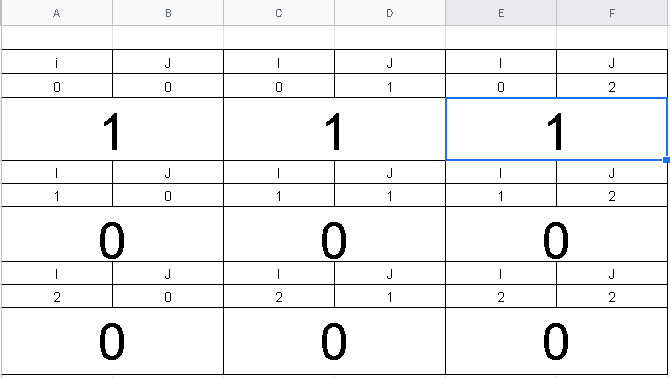 A B C D E F
i J I J I J
0 0 0 1 0 2
1 1 1
I J I J I J
1 0 1 1 1 2
0 0 0
I J I J I J
2 0 2 1 2 2
0 0 0